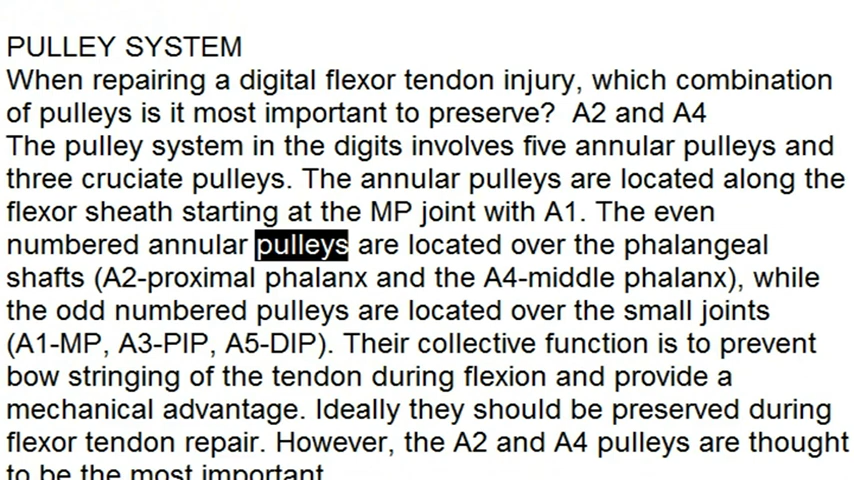 PULLEY SYSTEM
When repairing a digital flexor tendon injury, which combination
of pulleys is it most important to preserve?  A2 and A4
The pulley system in the digits involves five annular pulleys and
three cruciate pulleys. The annular pulleys are located along the
flexor sheath starting at the MP joint with A1. The even
numbered annular pulleys are located over the phalangeal
shafts (A2-proximal phalanx and the A4-middle phalanx), while
the odd numbered pulleys are located over the small joints
(A1-MP, A3-PIP, A5-DIP). Their collective function is to prevent
bow stringing of the tendon during flexion and provide a
mechanical advantage. Ideally they should be preserved during
flexor tendon repair. However, the A2 and A4 pulleys are thought
to be the most important